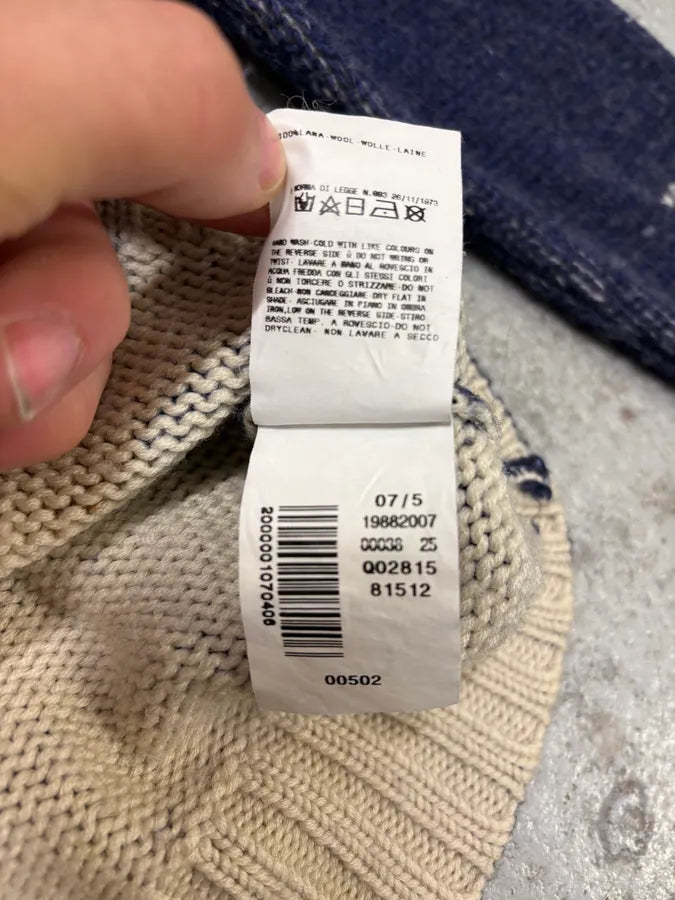 100%LANA-WOOL-WOLLE-LAINE
NORMA DI LEGGE N.883 26/11/1973
HAND WASH-COLD WITH LIKE COLOURS ON
THE REVERSE SIDE Ù DO NOT WRING OR
TWIST- LAVARE A MANO AL ROVESCIO IN
ACQUA FREDDA CON GLI STESSI COLORI
Ù NON TORCERE O STRIZZARE-DO NOT
BLEACH-NON CANDEGGIARE-DRY FLAT IN
SHADE- ASCIUGARE IN PIANO IN OMBRA
IRON,LOW ON THE REVERSE SIDE-STIRO
BASSA TEMP. A ROVESCIO-DO NOT
DRYCLEAN- NON LAVARE A SECCO
07/5
19882007
00036 25
Q02815
81512
2000001070406
00502